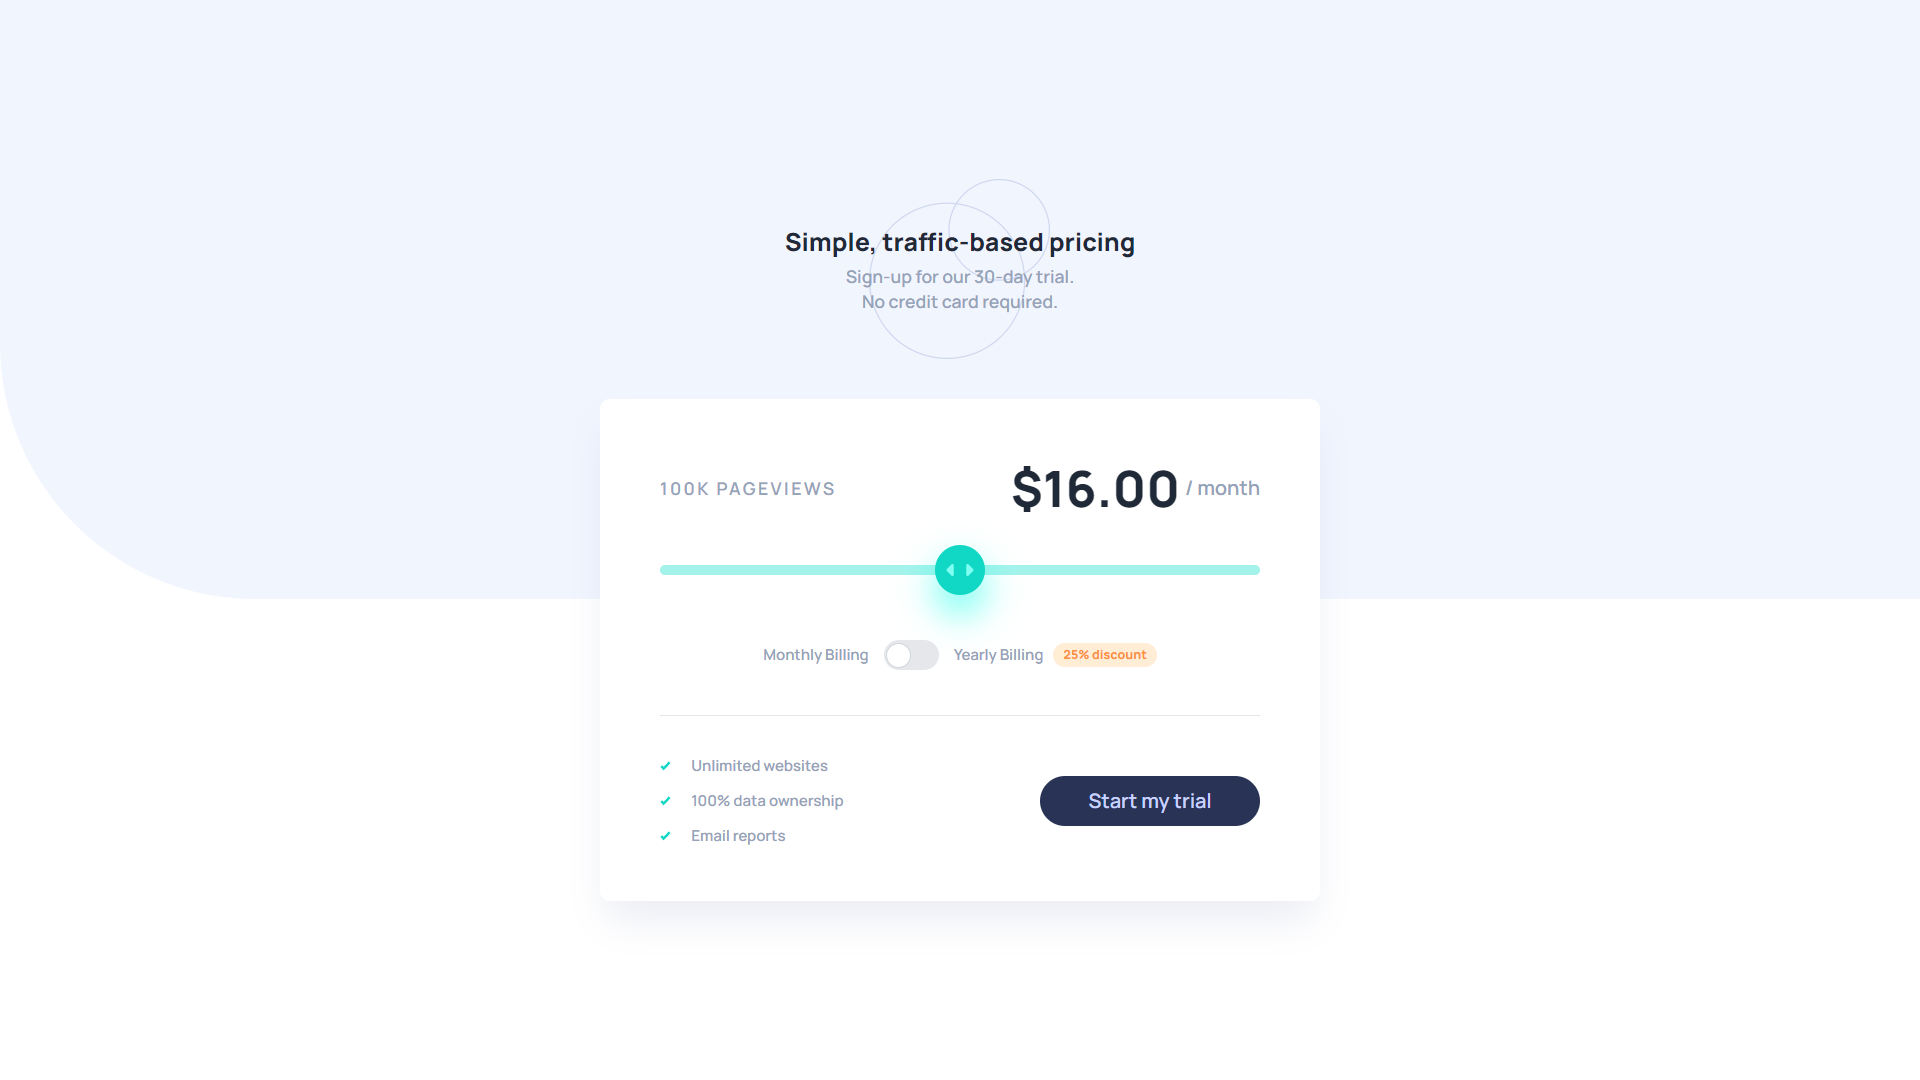 Simple, traffic-based pricing
Sign-up for our 30-day trial.
No credit card required.
100K PAGEVIEWS
$16.00 / month
Monthly Billing
Yearly Billing
25% discount
Unlimited websites
100% data ownership
Email reports
Start my trial